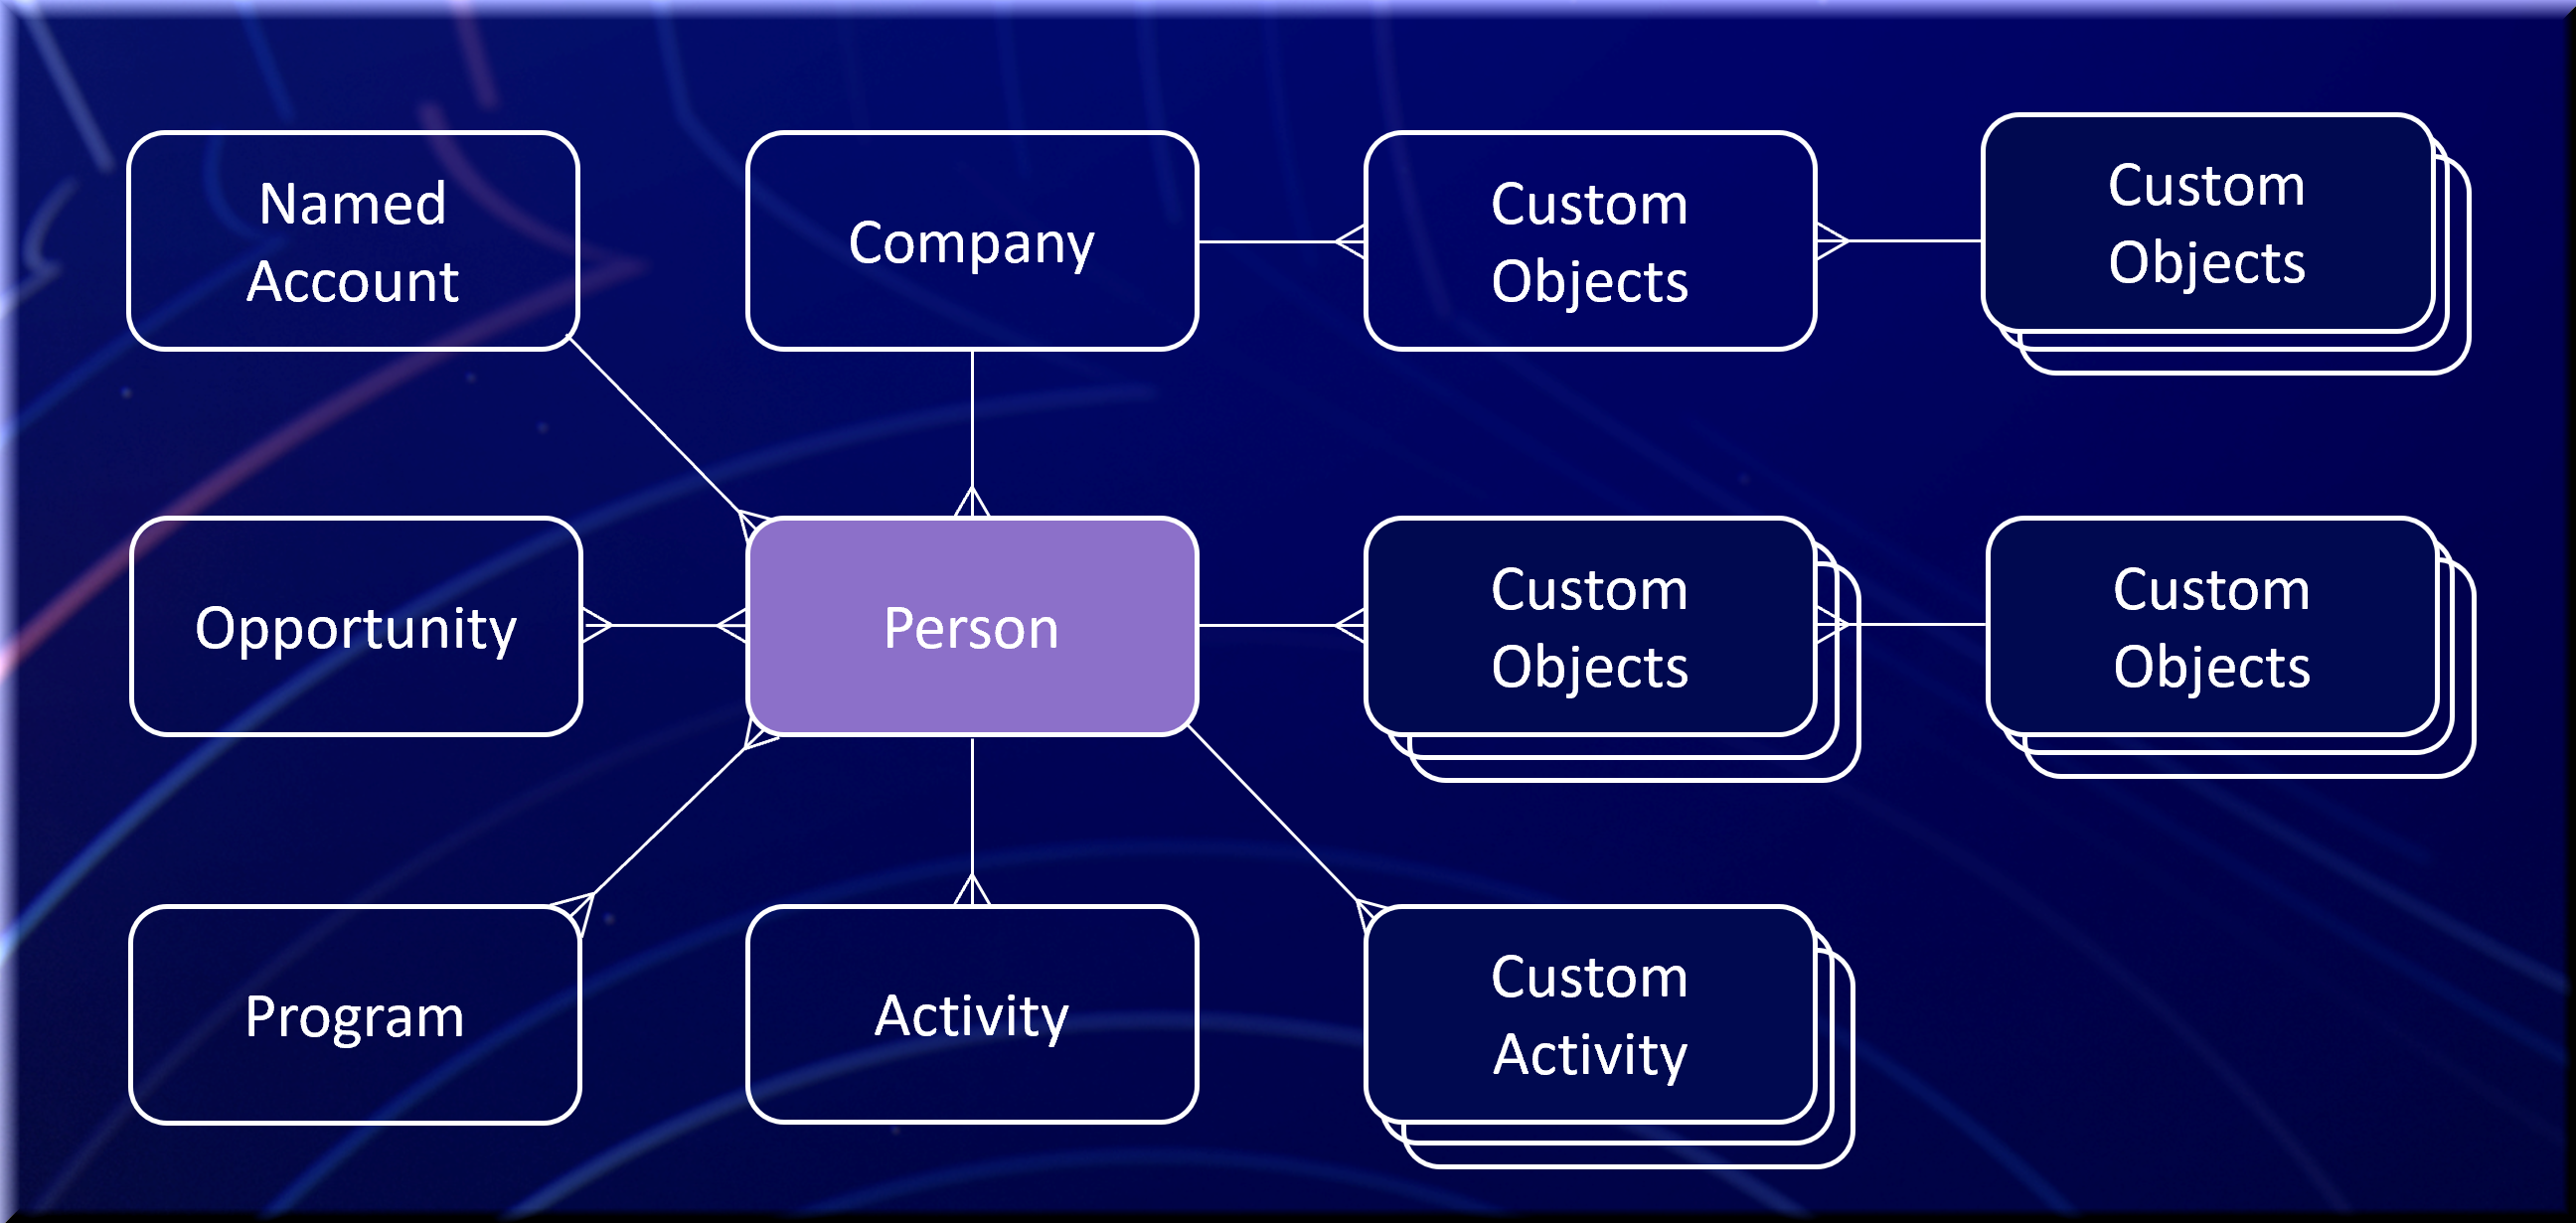 Named
Account
Company
Custom
Objects
Custom
Objects
Opportunity
Person
Custom
Objects
Custom
Objects
Program
Activity
Custom
Activity